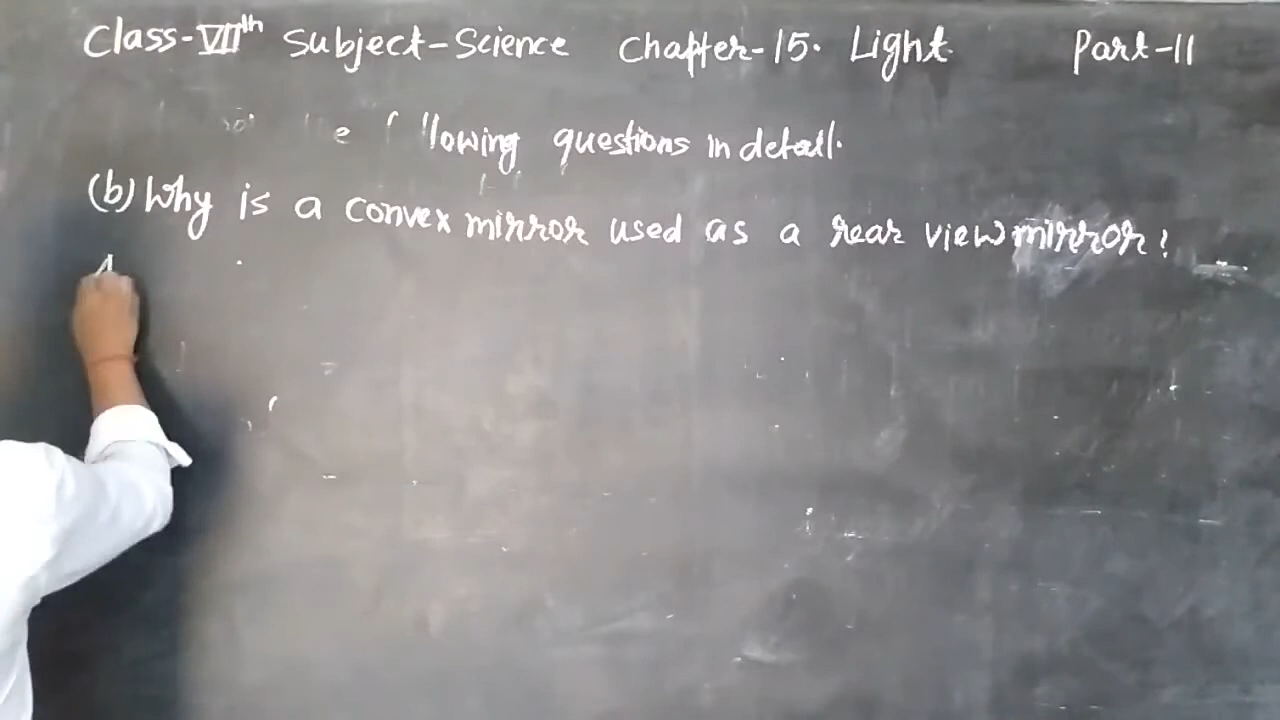 Class-VIIth Subject-Science Chapter-15. Light Part-11
questions in detail.
(b) Why is a convex mirror used as a rear view mirror?